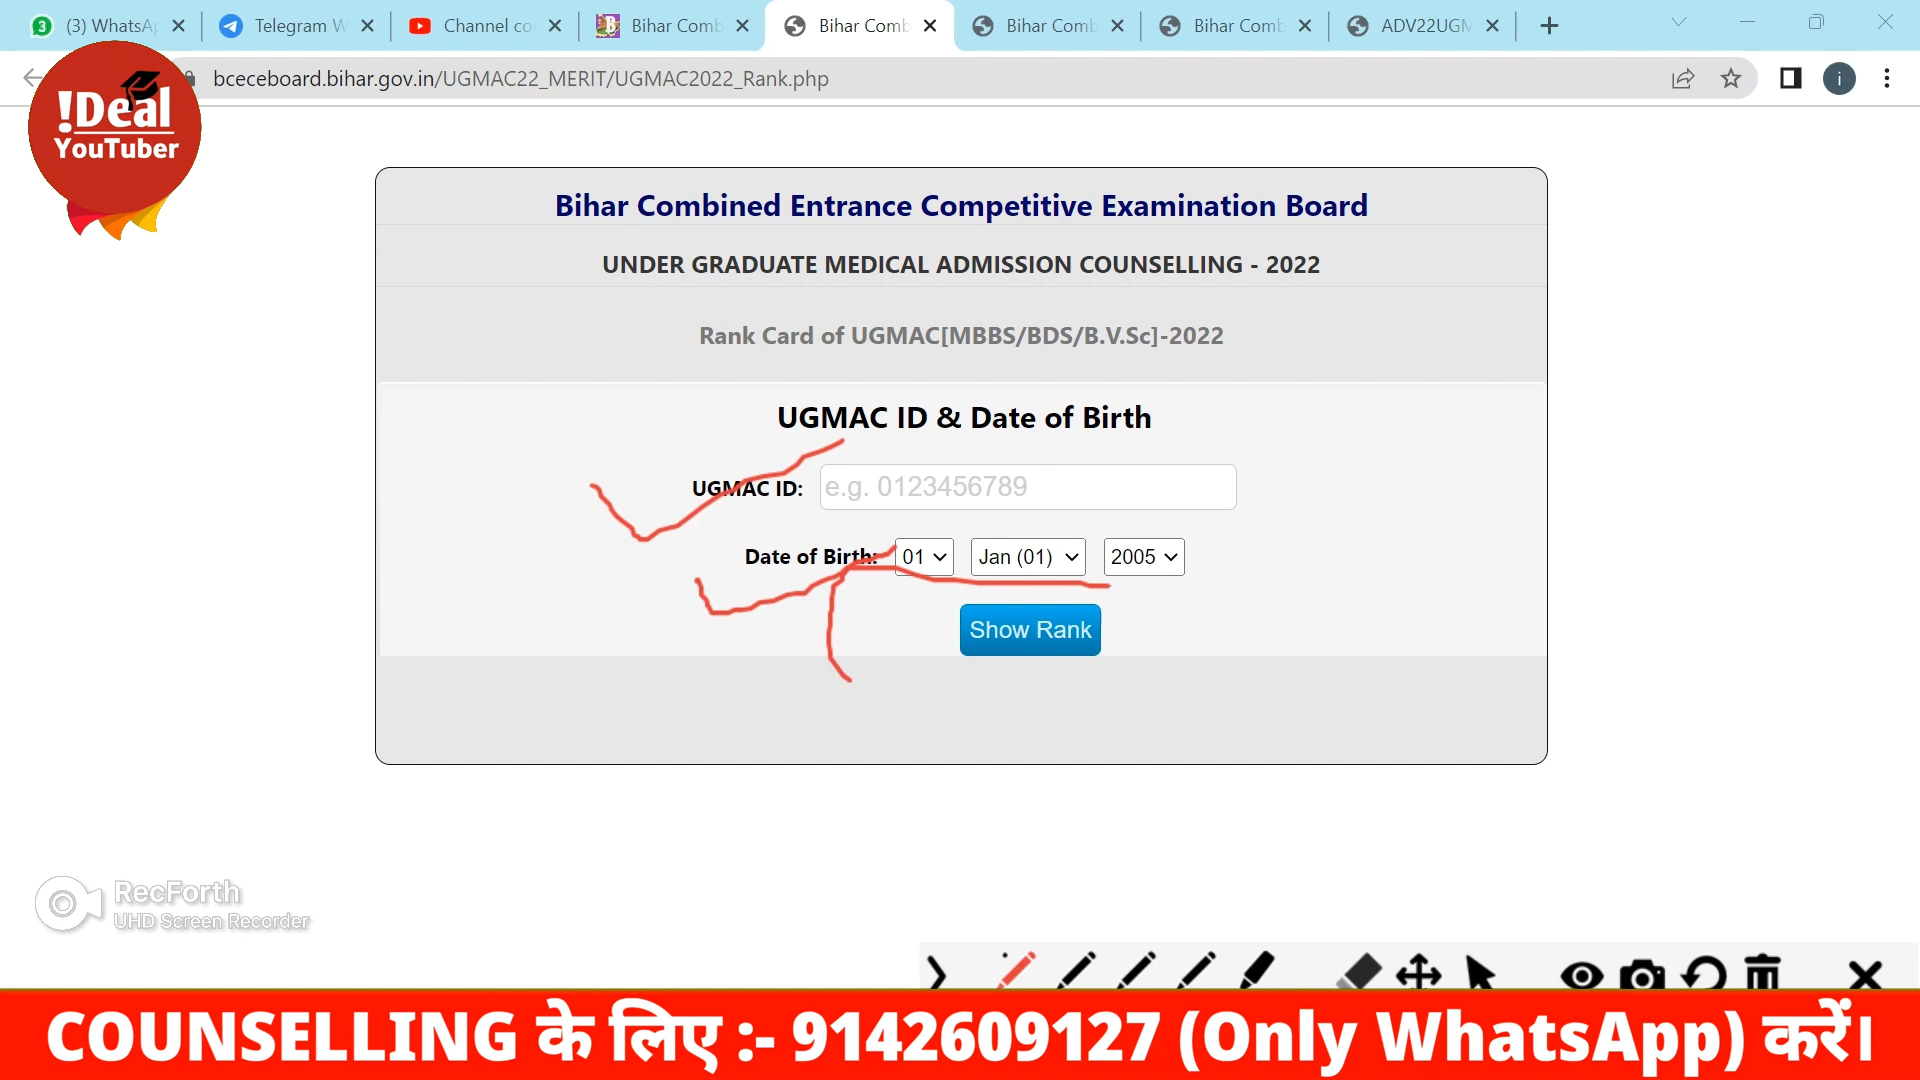 (3) WhatsA
Telegram W
Channel co
Bihar Comb
Bihar Comb
Bihar Comb
Bihar Comb
ADV22UGM
bceceboard.bihar.gov.in/UGMAC22_MERIT/UGMAC2022_Rank.php
i
!Deal
YouTuber
Bihar Combined Entrance Competitive Examination Board
UNDER GRADUATE MEDICAL ADMISSION COUNSELLING - 2022
Rank Card of UGMAC[MBBS/BDS/B.V.Sc]-2022
UGMAC ID & Date of Birth
UGMAC ID: e.g. 0123456789
Date of Birth: 01 Jan (01) 2005
Show Rank
RecForth
UHD Screen Recorder
COUNSELLING के लिए :- 9142609127 (Only WhatsApp) करें।